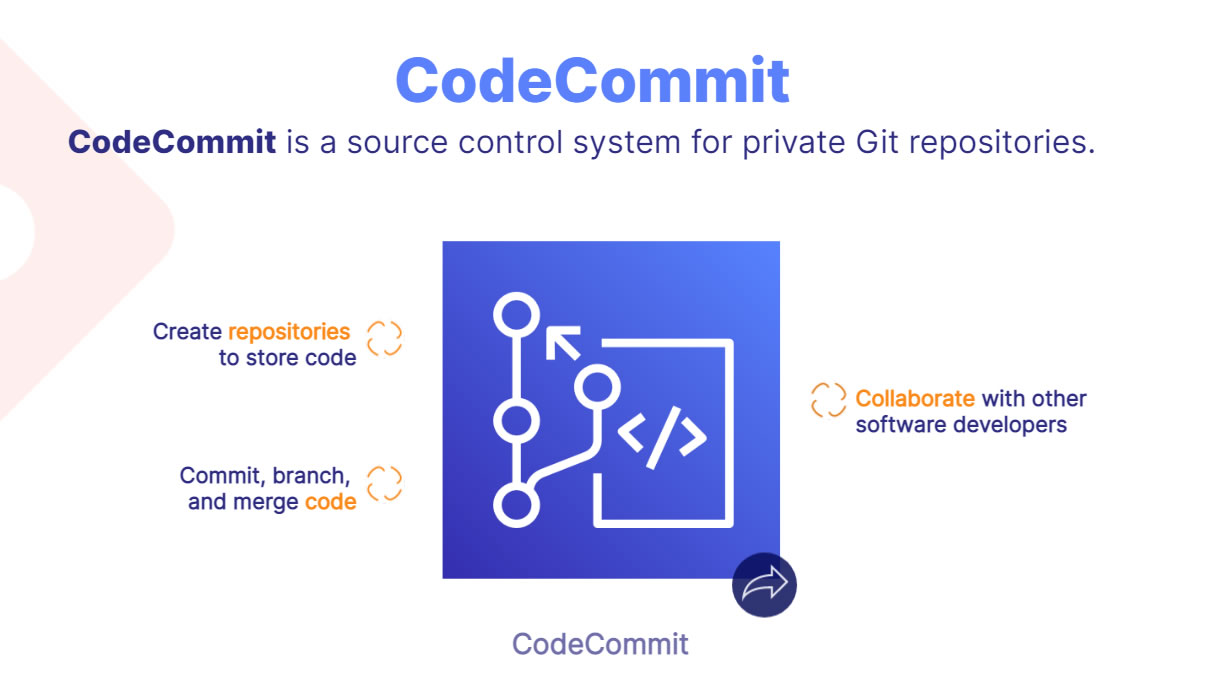 CodeCommit
CodeCommit is a source control system for private Git repositories.
Create repositories
to store code
Commit, branch,
and merge code
</>
Collaborate with other
software developers
CodeCommit